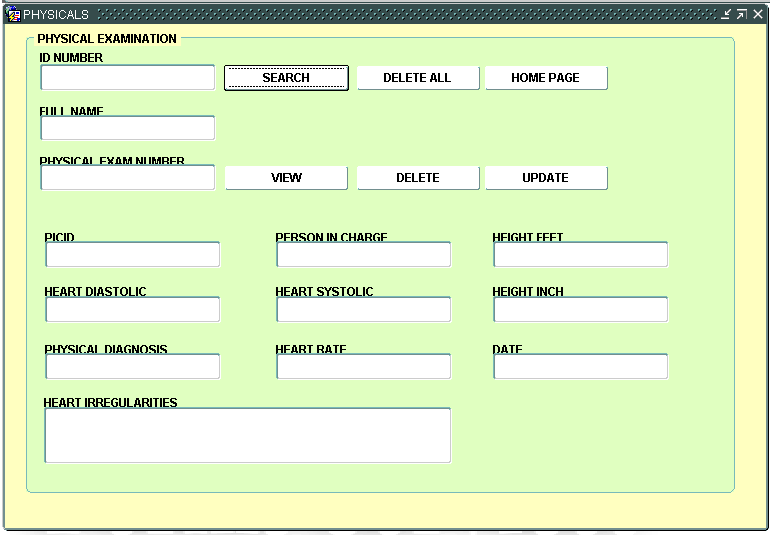 PHYSICALS
PHYSICAL EXAMINATION
ID NUMBER
SEARCH DELETE ALL HOME PAGE
FULL NAME
PHYSICAL EXAM NUMBER
VIEW DELETE UPDATE
PICID PERSON IN CHARGE HEIGHT FEET
HEART DIASTOLIC HEART SYSTOLIC HEIGHT INCH
PHYSICAL DIAGNOSIS HEART RATE DATE
HEART IRREGULARITIES